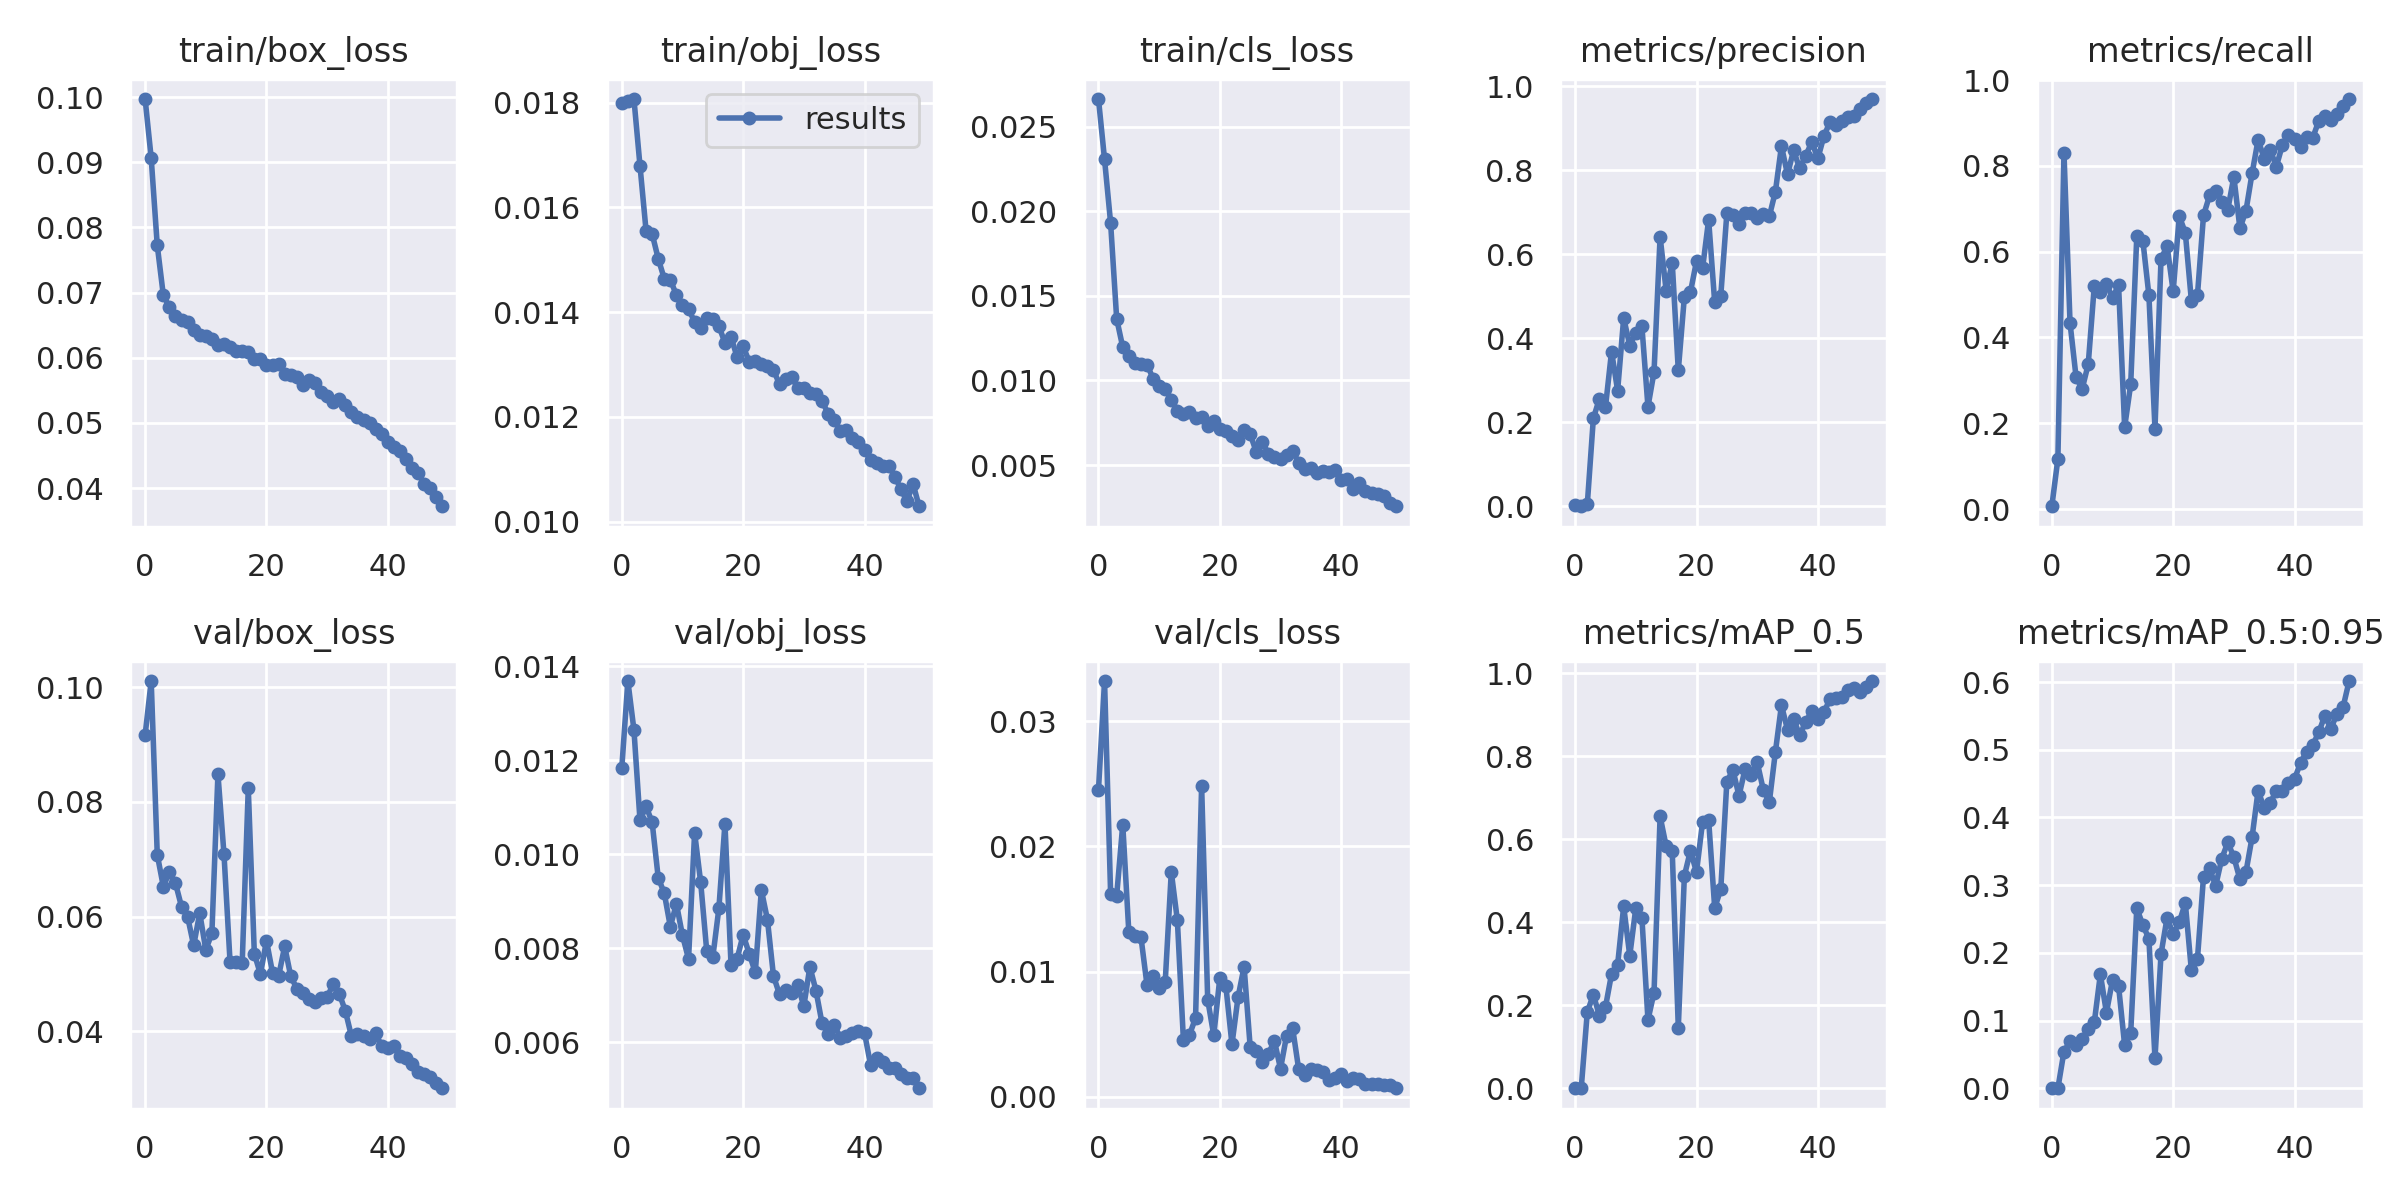 train/box_loss
0.10
0.09
0.08
0.07
0.06
0.05
0.04
0 20 40
train/obj_loss
results
0.018
0.016
0.014
0.012
0.010
0 20 40
train/cls_loss
0.025
0.020
0.015
0.010
0.005
0 20 40
metrics/precision
1.0
0.8
0.6
0.4
0.2
0.0
0 20 40
metrics/recall
1.0
0.8
0.6
0.4
0.2
0.0
0 20 40
val/box_loss
0.10
0.08
0.06
0.04
0 20 40
val/obj_loss
0.014
0.012
0.010
0.008
0.006
0 20 40
val/cls_loss
0.03
0.02
0.01
0.00
0 20 40
metrics/mAP_0.5
1.0
0.8
0.6
0.4
0.2
0.0
0 20 40
metrics/mAP_0.5:0.95
0.6
0.5
0.4
0.3
0.2
0.1
0.0
0 20 40